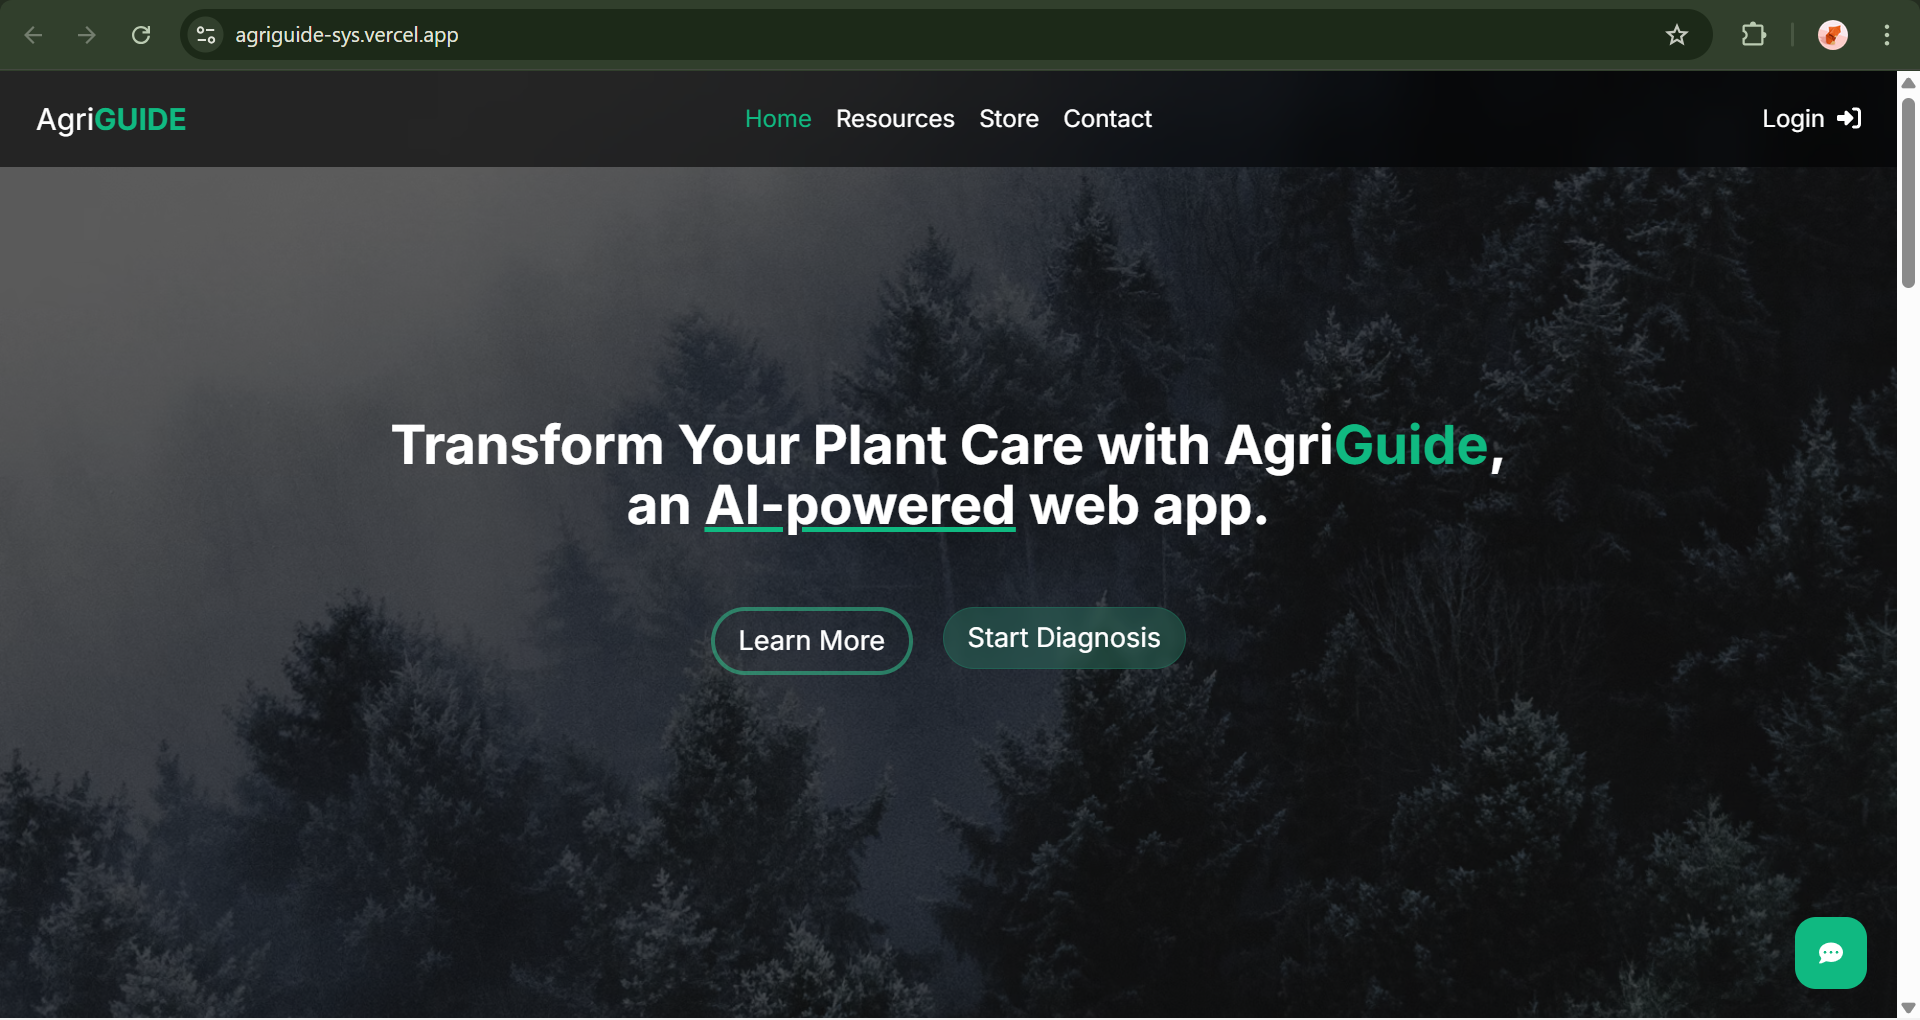 agriguide-sys.vercel.app
AgriGUIDE
Home Resources Store Contact
Login
Transform Your Plant Care with AgriGuide,
an AI-powered web app.
Learn More
Start Diagnosis